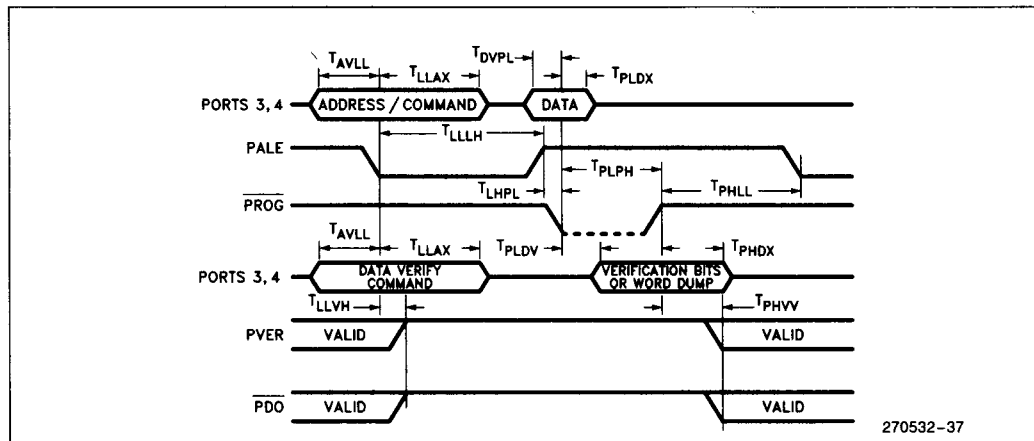 T_DVPL
T_AVLL T_LLAX T_PLDX
PORTS 3, 4 ADDRESS / COMMAND DATA
T_LLLH
PALE
T_PLPH
T_LHPL T_PHLL
PROG
T_AVLL T_LLAX T_PLDV T_PHDX
PORTS 3, 4 DATA VERIFY COMMAND VERIFICATION BITS OR WORD DUMP
T_LLVH T_PHVV
PVER VALID VALID
PDO VALID VALID
270532-37